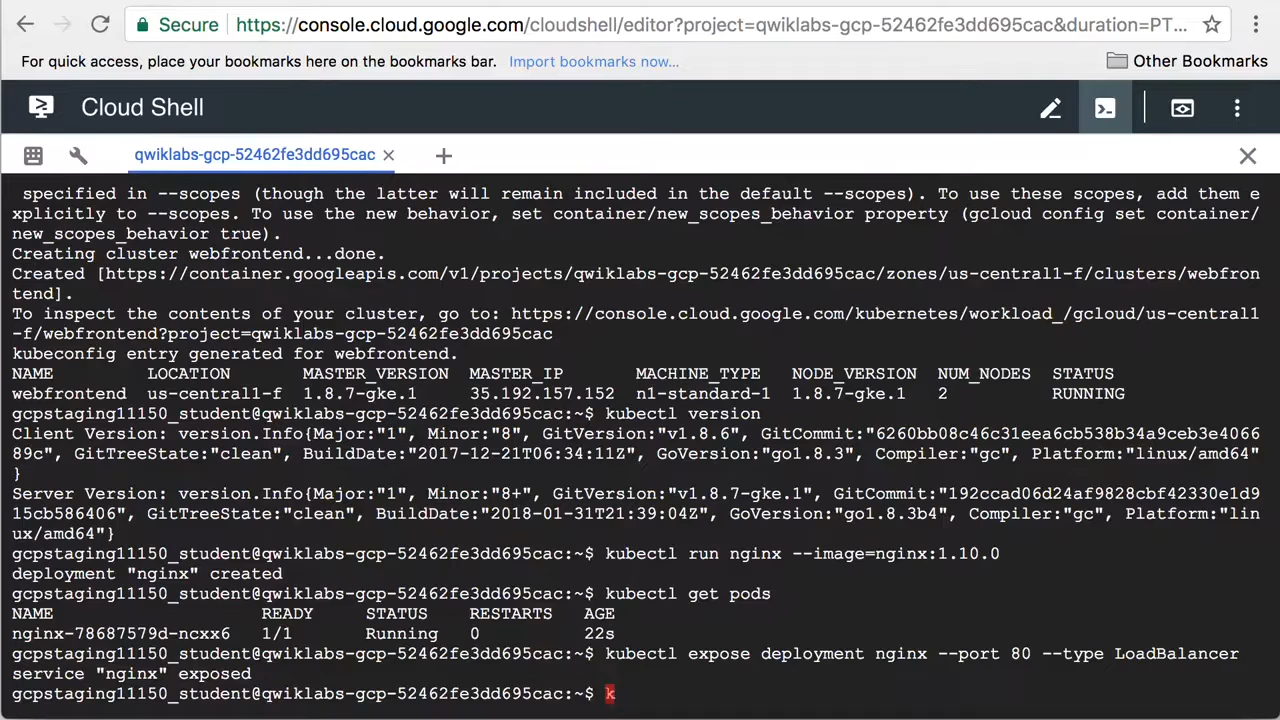 Secure https://console.cloud.google.com/cloudshell/editor?project=qwiklabs-gcp-52462fe3dd695cac&duration=PT...
For quick access, place your bookmarks here on the bookmarks bar. Import bookmarks now... Other Bookmarks
Cloud Shell
qwiklabs-gcp-52462fe3dd695cac
specified in --scopes (though the latter will remain included in the default --scopes). To use these scopes, add them e
xplicitly to --scopes. To use the new behavior, set container/new_scopes_behavior property (gcloud config set container/
new_scopes_behavior true).
Creating cluster webfrontend...done.
Created [https://container.googleapis.com/v1/projects/qwiklabs-gcp-52462fe3dd695cac/zones/us-central1-f/clusters/webfron
tend].
To inspect the contents of your cluster, go to: https://console.cloud.google.com/kubernetes/workload_/gcloud/us-central1
-f/webfrontend?project=qwiklabs-gcp-52462fe3dd695cac
kubeconfig entry generated for webfrontend.
NAME LOCATION MASTER_VERSION MASTER_IP MACHINE_TYPE NODE_VERSION NUM_NODES STATUS
webfrontend us-central1-f 1.8.7-gke.1 35.192.157.152 n1-standard-1 1.8.7-gke.1 2 RUNNING
gcpstaging11150_student@qwiklabs-gcp-52462fe3dd695cac:~$ kubectl version
Client Version: version.Info{Major:"1", Minor:"8", GitVersion:"v1.8.6", GitCommit:"6260bb08c46c31eea6cb538b34a9ceb3e4066
89c", GitTreeState:"clean", BuildDate:"2017-12-21T06:34:11Z", GoVersion:"go1.8.3", Compiler:"gc", Platform:"linux/amd64"
}
Server Version: version.Info{Major:"1", Minor:"8+", GitVersion:"v1.8.7-gke.1", GitCommit:"192ccad06d24af9828cbf42330e1d9
15cb586406", GitTreeState:"clean", BuildDate:"2018-01-31T21:39:04Z", GoVersion:"go1.8.3b4", Compiler:"gc", Platform:"lin
ux/amd64"}
gcpstaging11150_student@qwiklabs-gcp-52462fe3dd695cac:~$ kubectl run nginx --image=nginx:1.10.0
deployment "nginx" created
gcpstaging11150_student@qwiklabs-gcp-52462fe3dd695cac:~$ kubectl get pods
NAME READY STATUS RESTARTS AGE
nginx-78687579d-ncxx6 1/1 Running 0 22s
gcpstaging11150_student@qwiklabs-gcp-52462fe3dd695cac:~$ kubectl expose deployment nginx --port 80 --type LoadBalancer
service "nginx" exposed
gcpstaging11150_student@qwiklabs-gcp-52462fe3dd695cac:~$ k